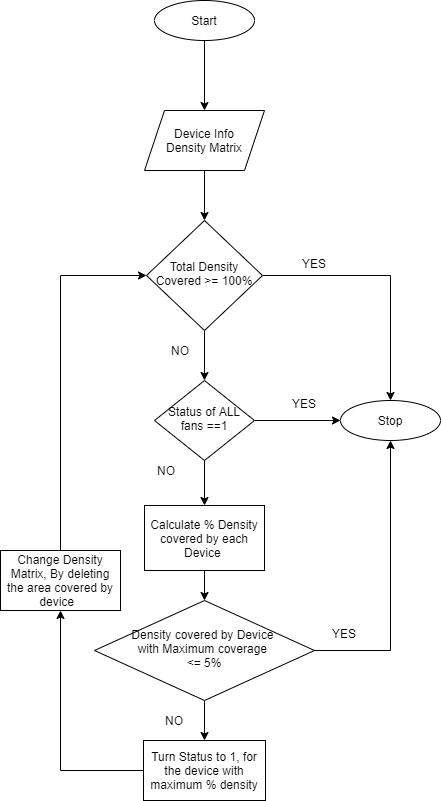 Start
Device Info
Density Matrix
Total Density
Covered >= 100%
YES
NO
Status of ALL
fans ==1
YES
Stop
NO
Calculate % Density
covered by each
Device
Change Density
Matrix, By deleting
the area covered by
device
Density covered by Device
with Maximum coverage
<= 5%
YES
NO
Turn Status to 1, for
the device with
maximum % density